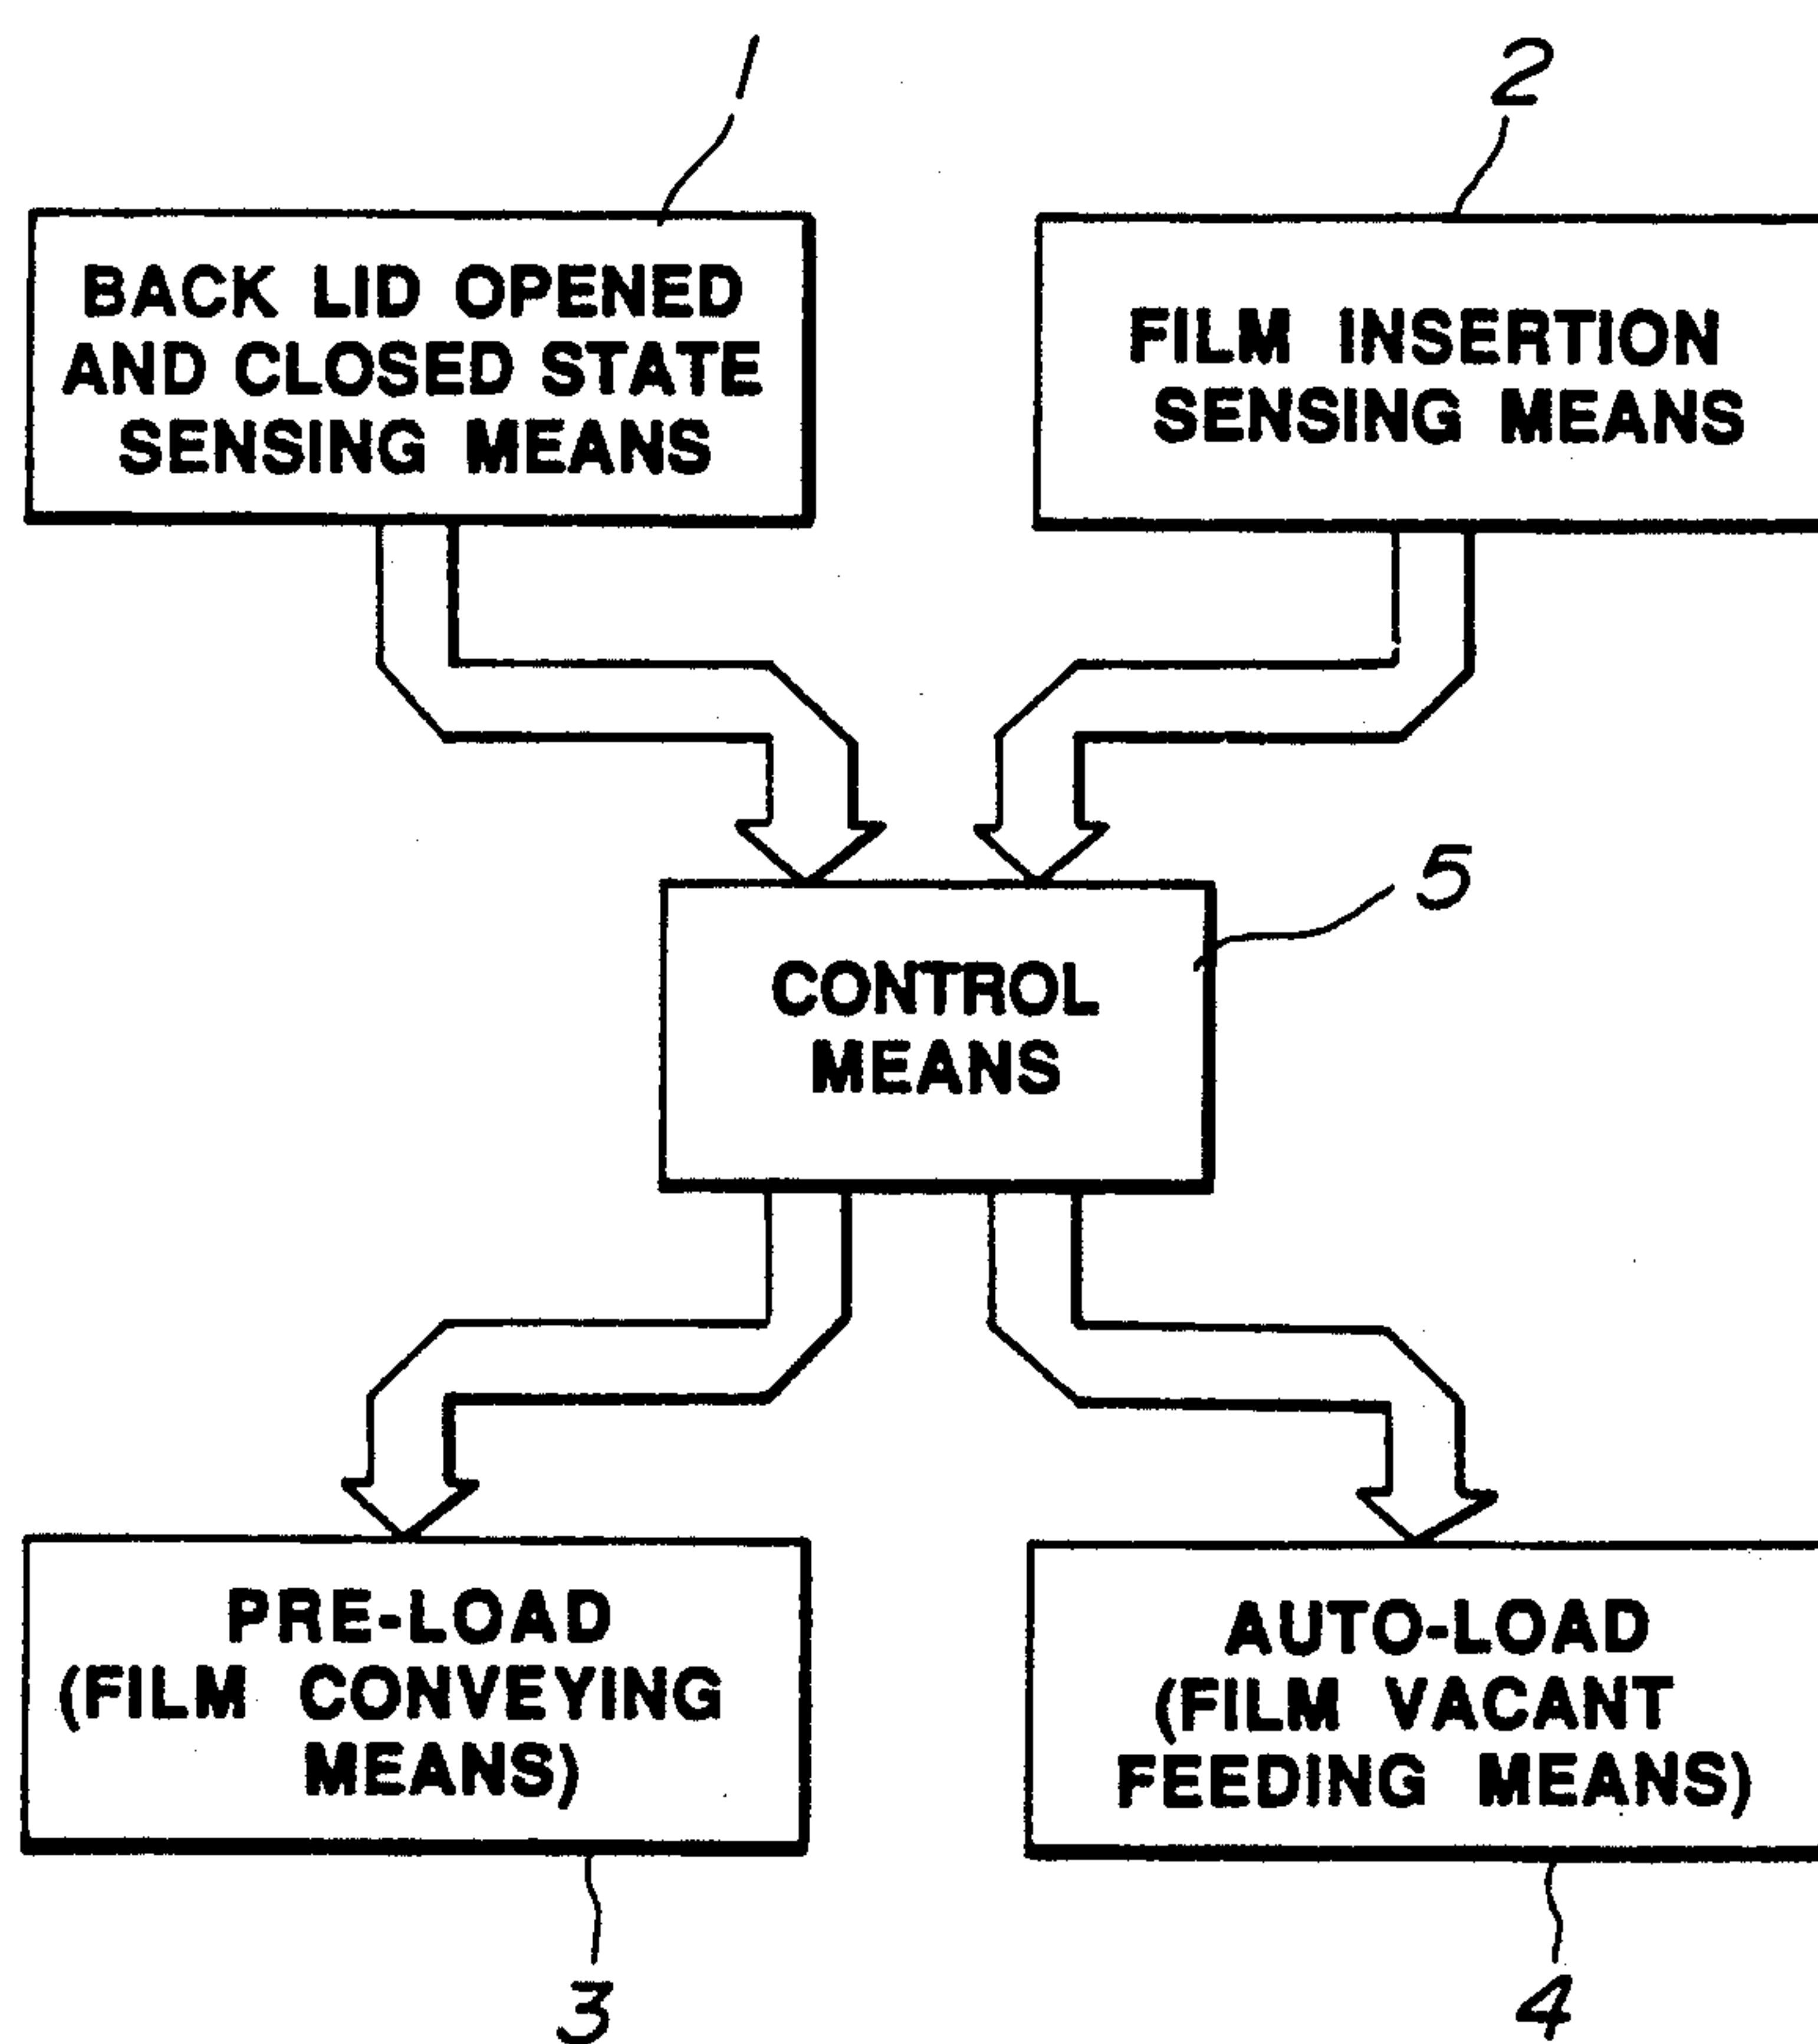 1
2
BACK LID OPENED
AND CLOSED STATE
SENSING MEANS
FILM INSERTION
SENSING MEANS
5
CONTROL
MEANS
PRE-LOAD
(FILM CONVEYING
MEANS)
AUTO-LOAD
(FILM VACANT
FEEDING MEANS)
3
4